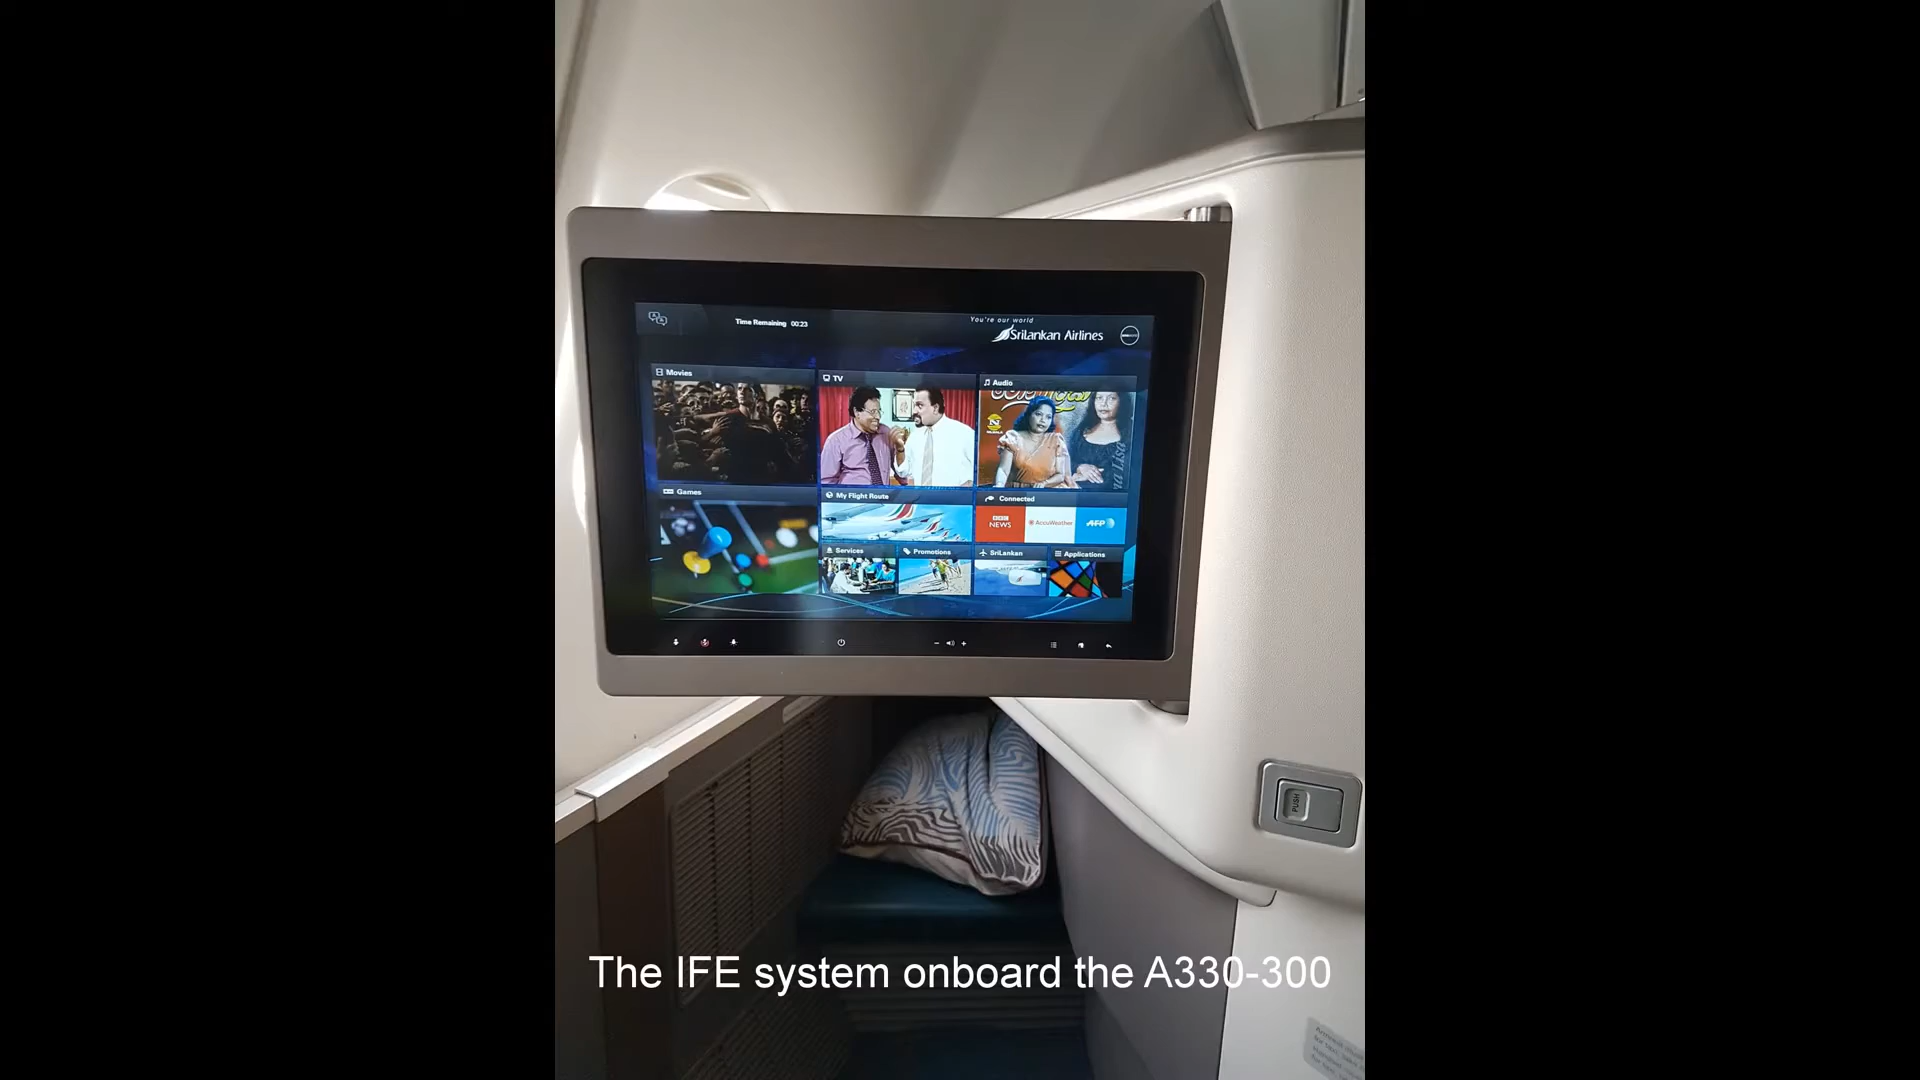 Time Remaining 00:23
You're our world
SriLankan Airlines
Movies
TV
Audio
Games
My Flight Route
Connected
BBC
NEWS
AccuWeather
AFP
Services
Promotions
SriLankan
Applications
PUSH
The IFE system onboard the A330-300